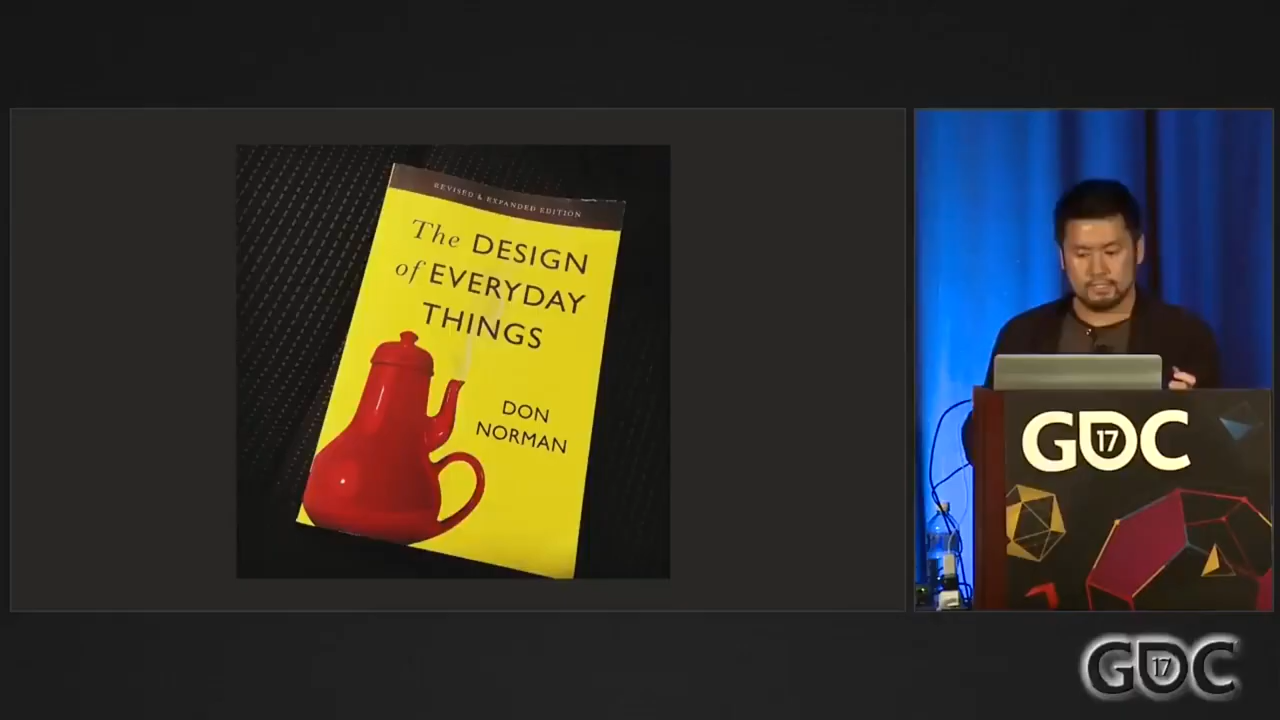 REVISED & EXPANDED EDITION
The DESIGN
of EVERYDAY
THINGS
DON
NORMAN
GDC
17
GDC
17